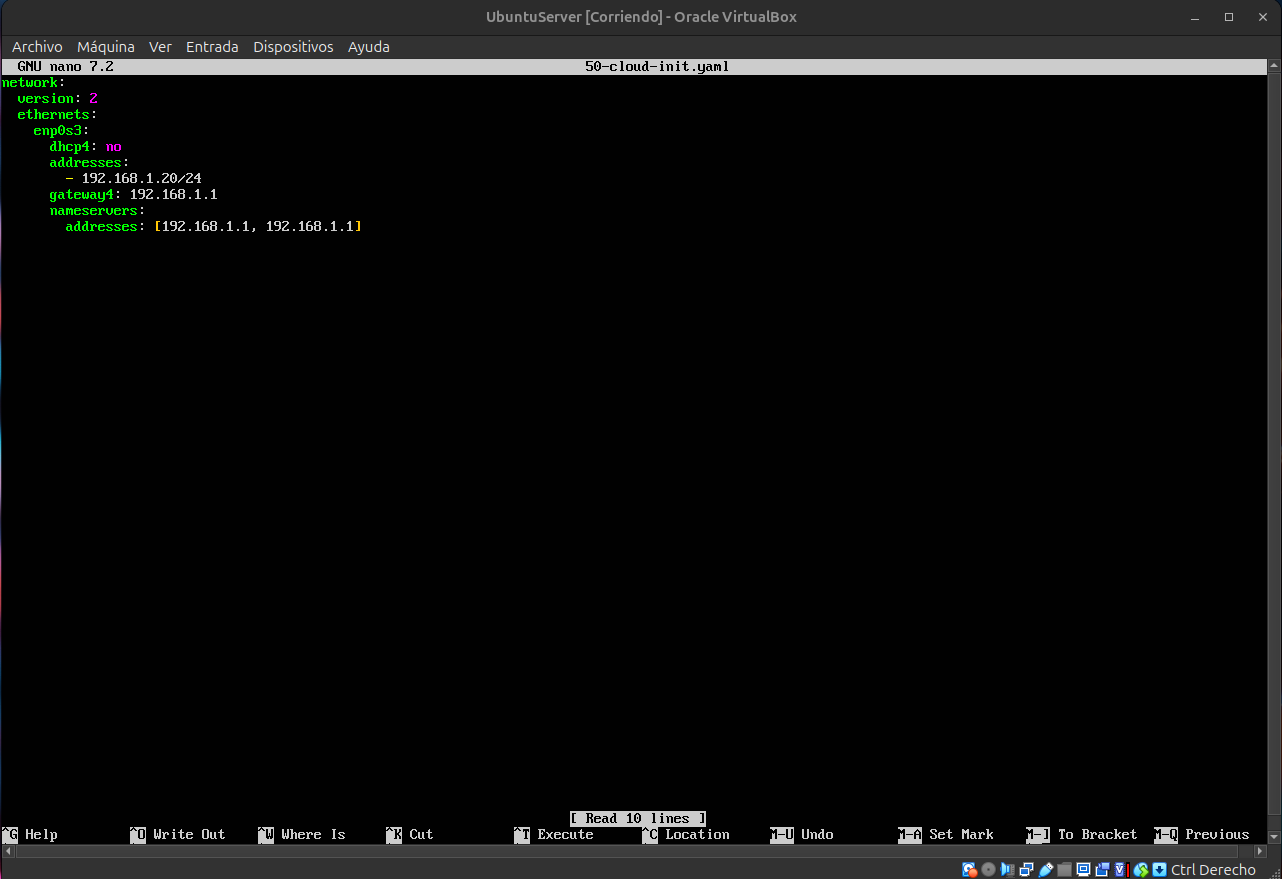 UbuntuServer [Corriendo] - Oracle VirtualBox
Archivo Máquina Ver Entrada Dispositivos Ayuda
GNU nano 7.2 50-cloud-init.yaml
network:
  version: 2
  ethernets:
    enp0s3:
      dhcp4: no
      addresses:
        - 192.168.1.20/24
      gateway4: 192.168.1.1
      nameservers:
        addresses: [192.168.1.1, 192.168.1.1]
[ Read 10 lines ]
^G Help ^O Write Out ^W Where Is ^K Cut ^T Execute ^C Location M-U Undo M-A Set Mark M-] To Bracket M-Q Previous
Ctrl Derecho